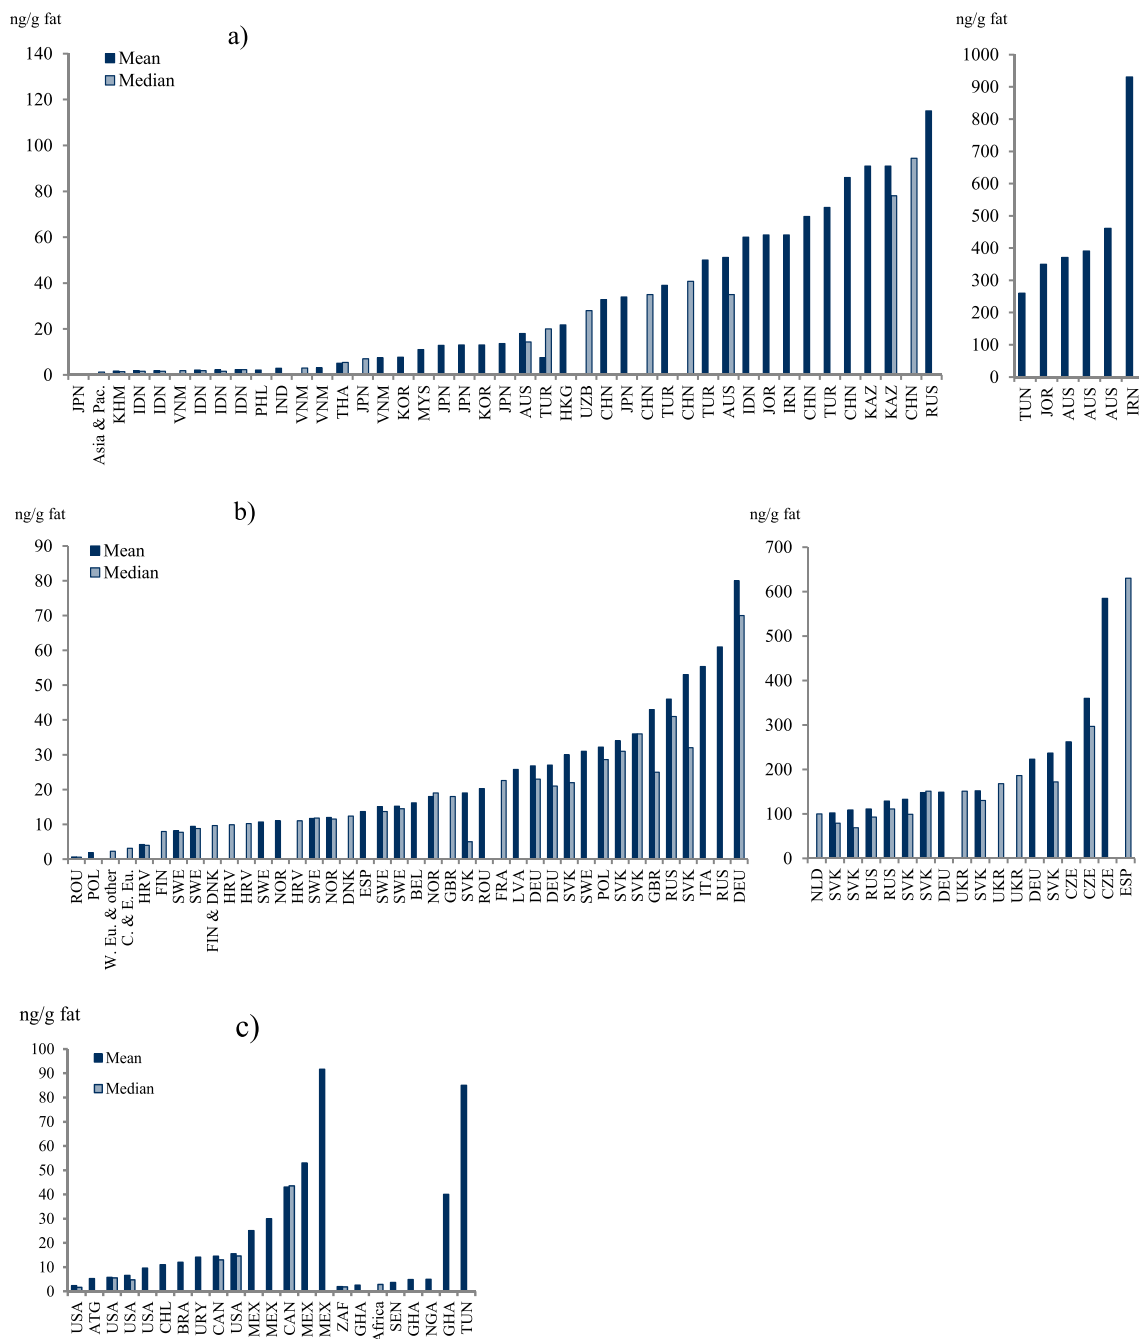 ng/g fat
a)
ng/g fat
Mean
Median
140
120
100
80
60
40
20
0
JPN
Asia & Pac.
KHM
IDN
IDN
VNM
IDN
IDN
IDN
PHL
IND
VNM
VNM
THA
JPN
VNM
KOR
MYS
JPN
JPN
KOR
JPN
AUS
TUR
HKG
UZB
CHN
JPN
CHN
TUR
CHN
TUR
AUS
IDN
JOR
IRN
CHN
TUR
CHN
KAZ
KAZ
CHN
RUS
1000
900
800
700
600
500
400
300
200
100
0
TUN
JOR
AUS
AUS
AUS
IRN
ng/g fat
b)
ng/g fat
Mean
Median
90
80
70
60
50
40
30
20
10
0
ROU
POL
W. Eu. & other
C. & E. Eu.
HRV
FIN
SWE
SWE
FIN & DNK
HRV
HRV
SWE
NOR
HRV
SWE
NOR
DNK
ESP
SWE
SWE
BEL
NOR
GBR
SVK
ROU
FRA
LVA
DEU
DEU
SVK
SWE
POL
SVK
SVK
GBR
RUS
SVK
ITA
RUS
DEU
700
600
500
400
300
200
100
0
NLD
SVK
SVK
RUS
RUS
SVK
SVK
DEU
UKR
SVK
UKR
UKR
DEU
SVK
CZE
CZE
CZE
ESP
ng/g fat
c)
Mean
Median
100
90
80
70
60
50
40
30
20
10
0
USA
ATG
USA
USA
USA
CHL
BRA
URY
CAN
USA
MEX
MEX
CAN
MEX
MEX
ZAF
GHA
Africa
SEN
GHA
NGA
GHA
TUN